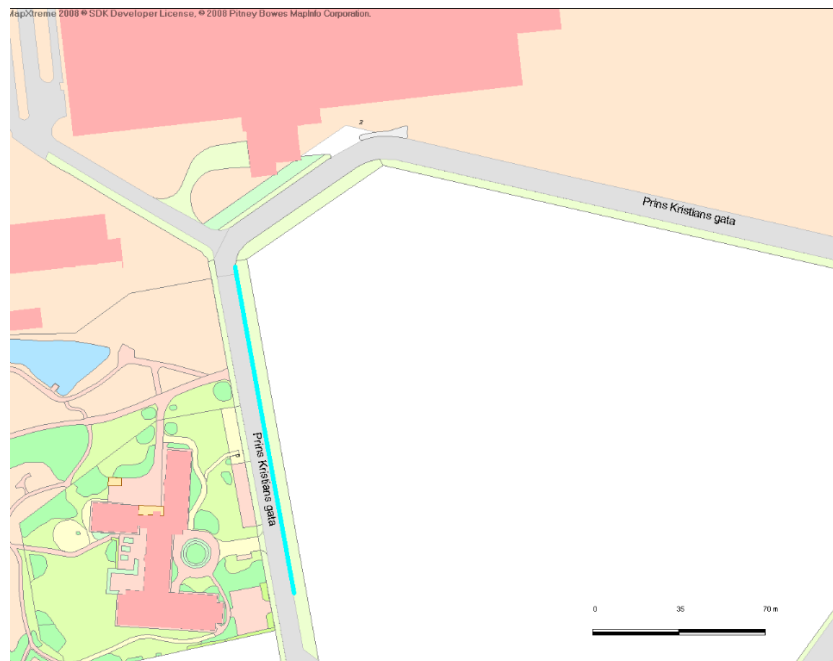 MapXtreme 2008 ® SDK Developer License, © 2008 Pitney Bowes MapInfo Corporation.
2
Prins Kristians gata
Prins Kristians gata
0 35 70 m